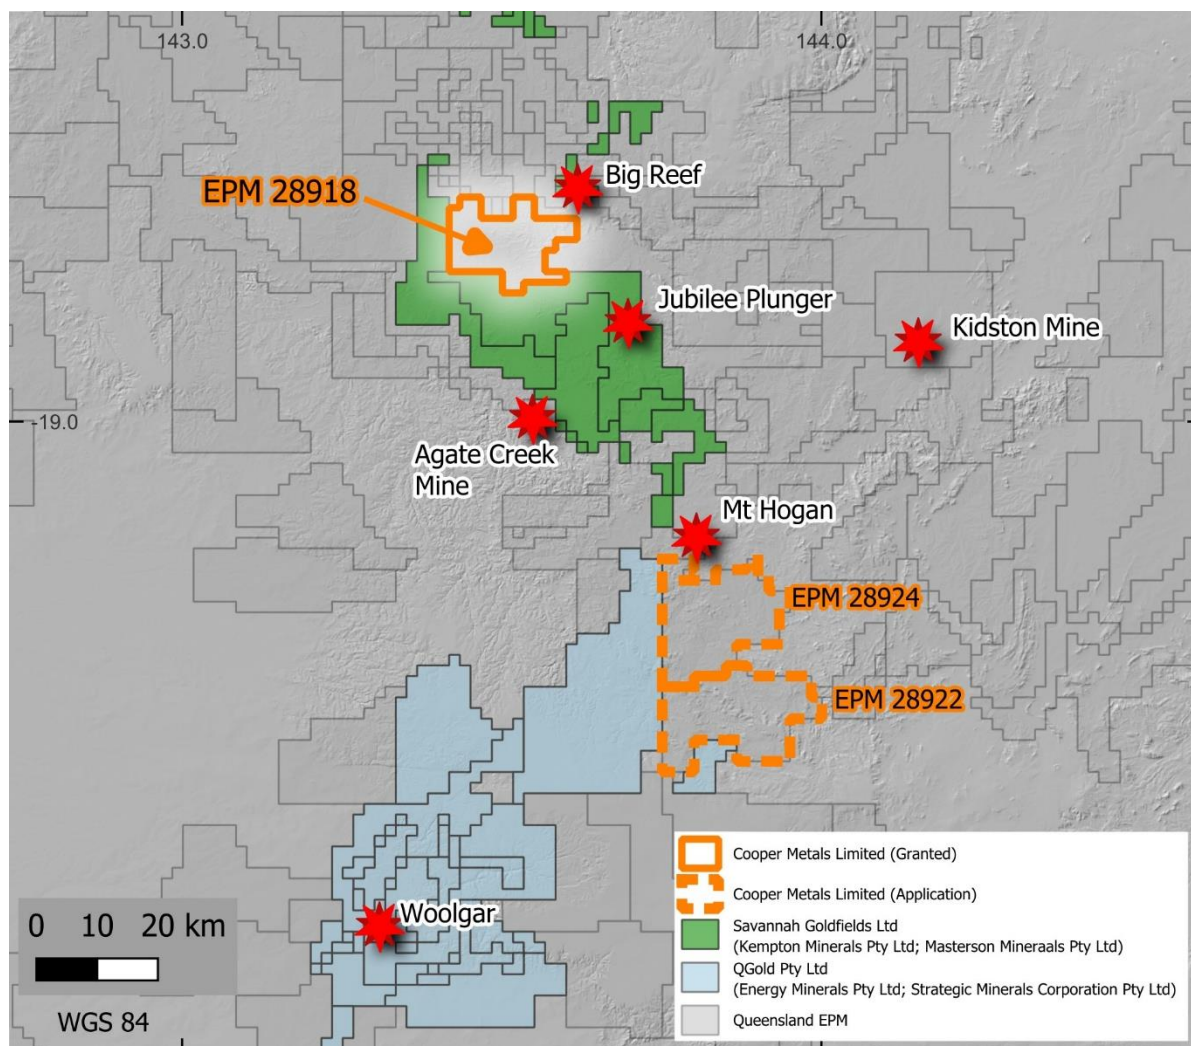 143.0
144.0
Big Reef
EPM 28918
Jubilee Plunger
Kidston Mine
-19.0
Agate Creek
Mine
Mt Hogan
EPM 28924
EPM 28922
Woolgar
0 10 20 km
WGS 84
Cooper Metals Limited (Granted)
Cooper Metals Limited (Application)
Savannah Goldfields Ltd
(Kempton Minerals Pty Ltd; Masterson Mineraals Pty Ltd)
QGold Pty Ltd
(Energy Minerals Pty Ltd; Strategic Minerals Corporation Pty Ltd)
Queensland EPM